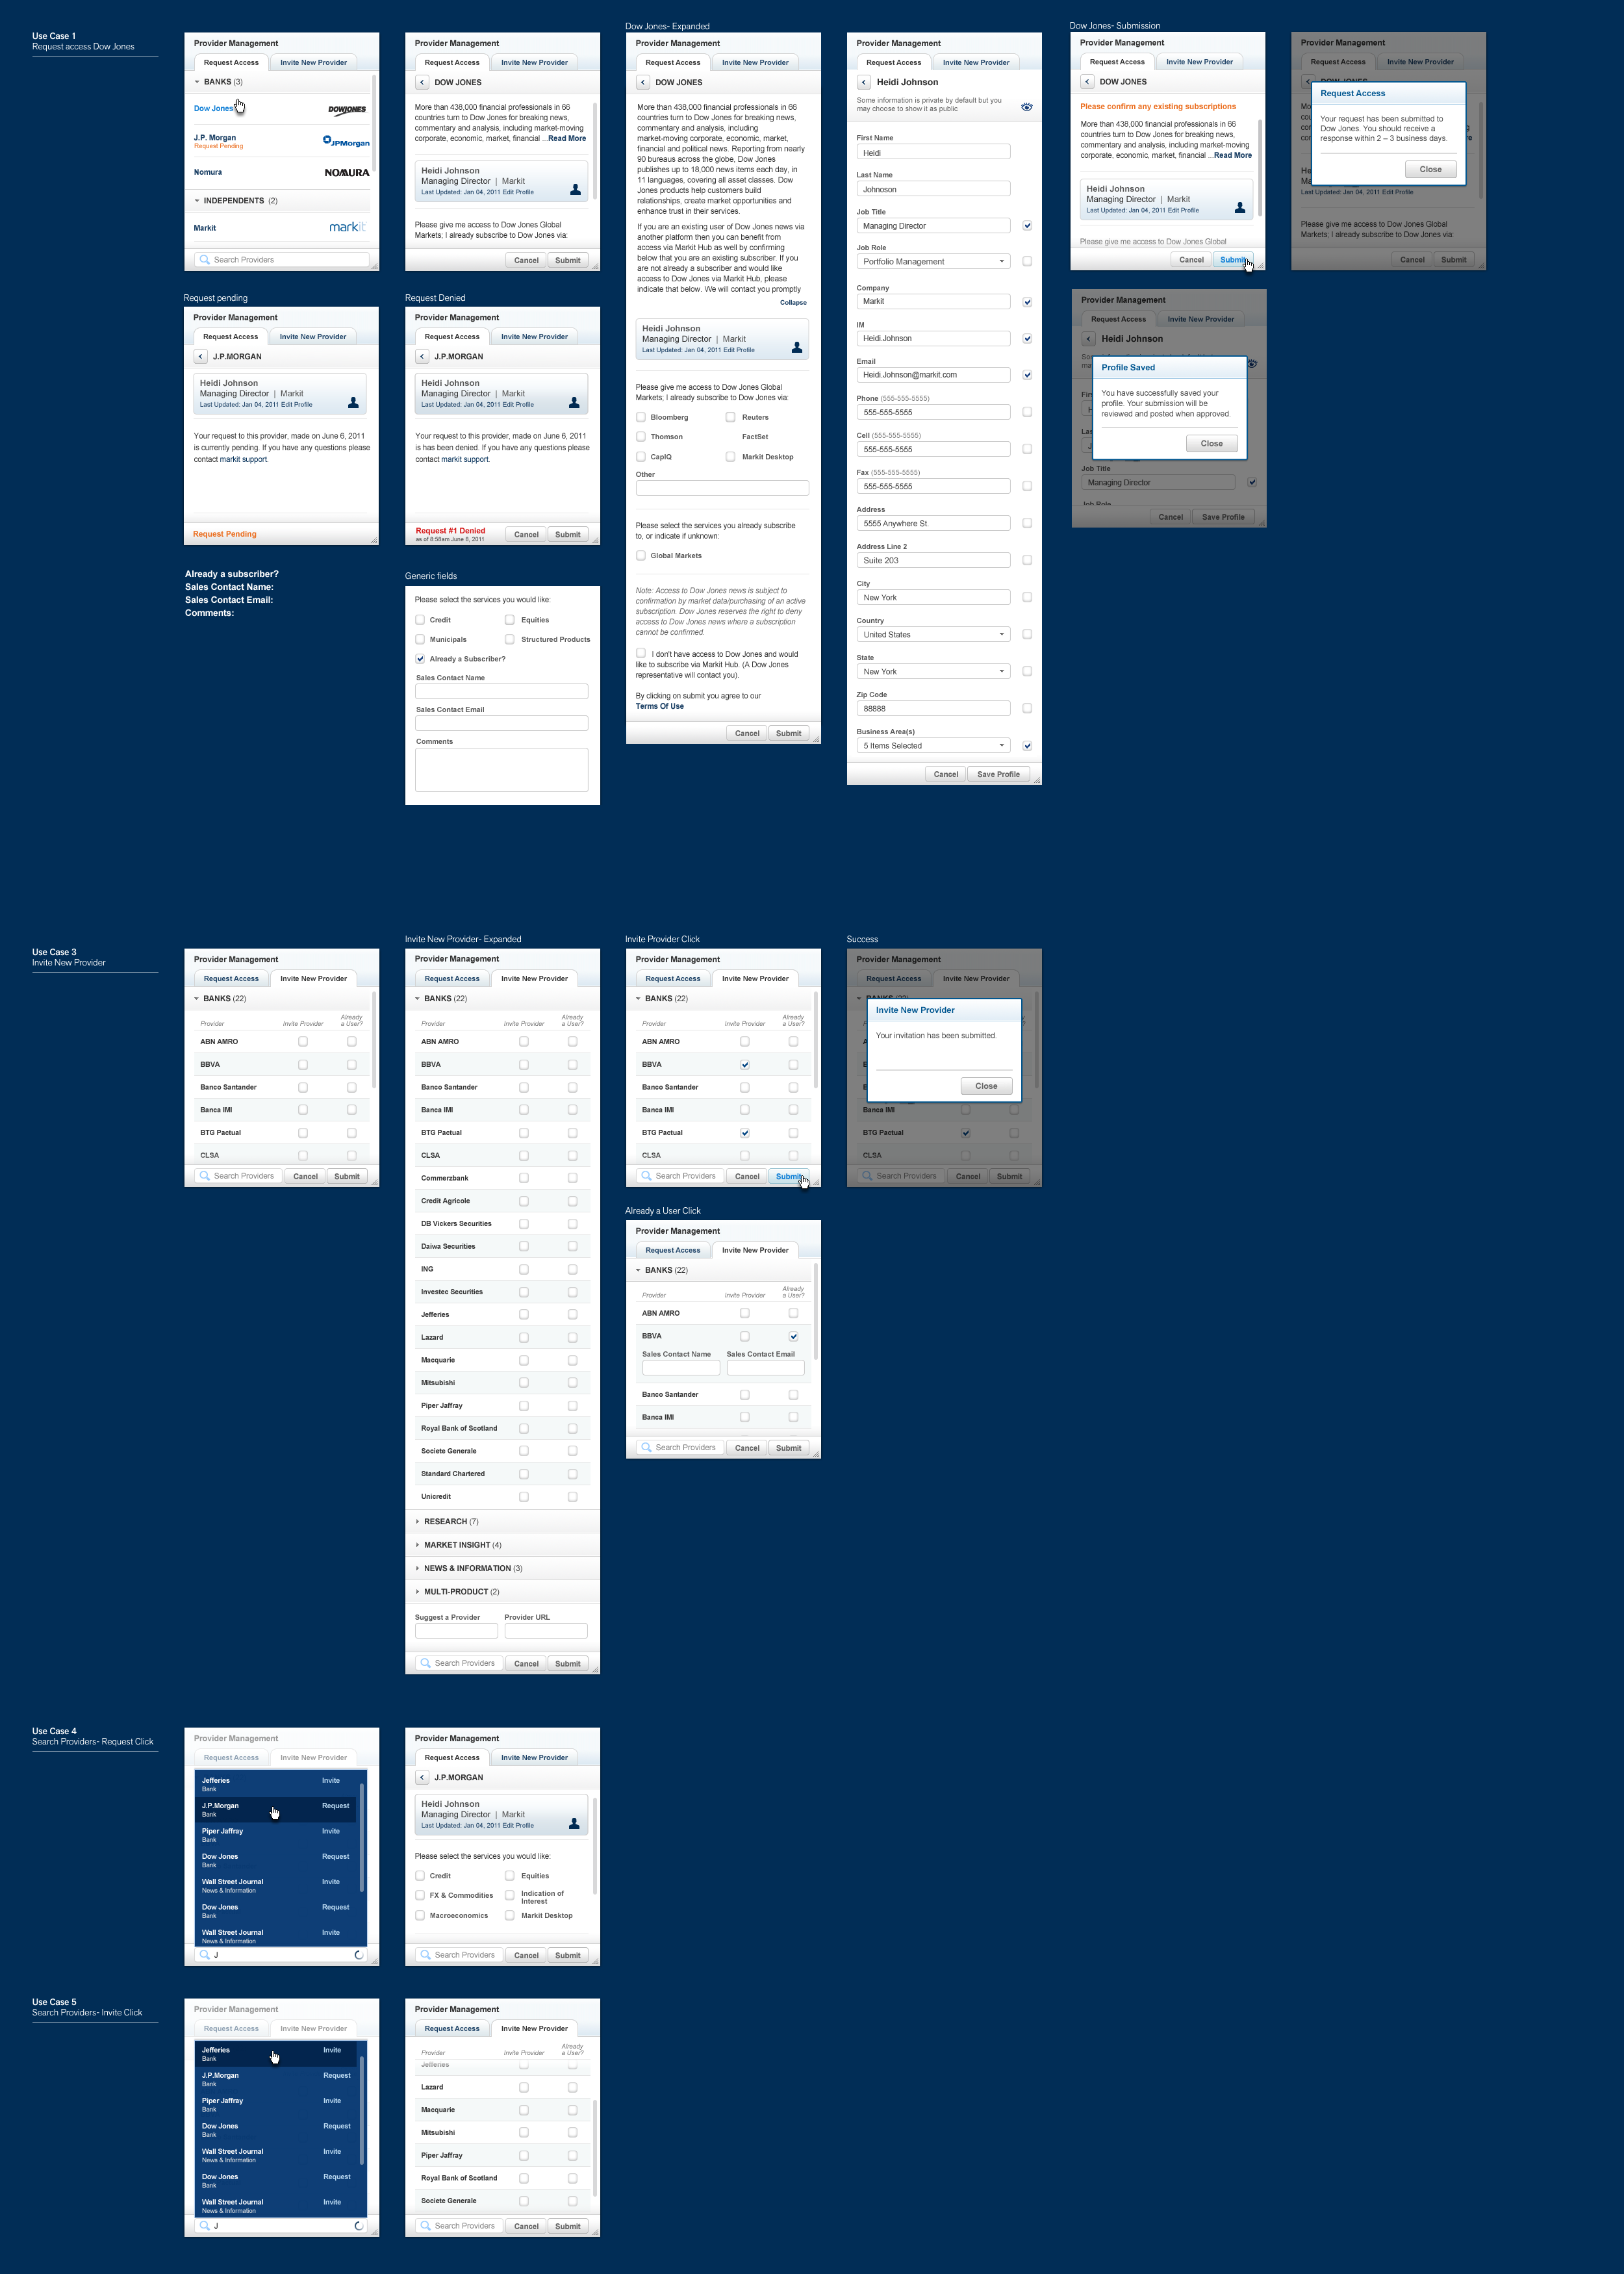 Use Case 1
Request access Dow Jones
Provider Management
Request Access
Invite New Provider
BANKS (3)
Dow Jones
DOWJONES
J.P. Morgan
Request Pending
JPMorgan
Nomura
NOMURA
INDEPENDENTS (2)
Markit
markit
Search Providers
Provider Management
Request Access
Invite New Provider
DOW JONES
More than 438,000 financial professionals in 66
countries turn to Dow Jones for breaking news,
commentary and analysis, including market-moving
corporate, economic, market, financial ...Read More
Heidi Johnson
Managing Director | Markit
Last Updated: Jan 04, 2011 Edit Profile
Please give me access to Dow Jones Global
Markets; I already subscribe to Dow Jones via:
Cancel
Submit
Dow Jones- Expanded
Provider Management
Request Access
Invite New Provider
DOW JONES
More than 438,000 financial professionals in 66
countries turn to Dow Jones for breaking news,
commentary and analysis, including
market-moving corporate, economic, market,
financial and political news. Reporting from nearly
90 bureaus across the globe, Dow Jones
publishes up to 18,000 news items each day, in
11 languages, covering all asset classes. Dow
Jones products help customers build
relationships, create market opportunities and
enhance trust in their services.
If you are an existing user of Dow Jones news via
another platform then you can benefit from
access via Markit Hub as well by confirming
below that you are an existing subscriber. If you
are not already a subscriber and would like
access to Dow Jones via Markit Hub, please
indicate that below. We will contact you promptly
Collapse
Heidi Johnson
Managing Director | Markit
Last Updated: Jan 04, 2011 Edit Profile
Please give me access to Dow Jones Global
Markets; I already subscribe to Dow Jones via:
Bloomberg
Reuters
Thomson
FactSet
CapIQ
Markit Desktop
Other
Please select the services you already subscribe
to, or indicate if unknown:
Global Markets
Note: Access to Dow Jones news is subject to
confirmation by market data/purchasing of an active
subscription. Dow Jones reserves the right to deny
access to Dow Jones news where a subscription
cannot be confirmed.
I don't have access to Dow Jones and would
like to subscribe via Markit Hub. (A Dow Jones
representative will contact you).
By clicking on submit you agree to our
Terms Of Use
Cancel
Submit
Provider Management
Request Access
Invite New Provider
Heidi Johnson
Some information is private by default but you
may choose to show it as public
First Name
Heidi
Last Name
Johnoson
Job Title
Managing Director
Job Role
Portfolio Management
Company
Markit
IM
Heidi.Johnson
Email
Heidi.Johnson@markit.com
Phone (555-555-5555)
555-555-5555
Cell (555-555-5555)
555-555-5555
Fax (555-555-5555)
555-555-5555
Address
5555 Anywhere St.
Address Line 2
Suite 203
City
New York
Country
United States
State
New York
Zip Code
88888
Business Area(s)
5 Items Selected
Cancel
Save Profile
Dow Jones- Submission
Provider Management
Request Access
Invite New Provider
DOW JONES
Please confirm any existing subscriptions
More than 438,000 financial professionals in 66
countries turn to Dow Jones for breaking news,
commentary and analysis, including market-moving
corporate, economic, market, financial ...Read More
Heidi Johnson
Managing Director | Markit
Last Updated: Jan 04, 2011 Edit Profile
Please give me access to Dow Jones Global
Cancel
Submit
Provider Management
Request Access
Invite New Provider
DOW JONES
Request Access
Your request has been submitted to
Dow Jones. You should receive a
response within 2 – 3 business days.
Close
Last Updated: Jan 04, 2011 Edit Profile
Please give me access to Dow Jones Global
Markets; I already subscribe to Dow Jones via:
Cancel
Submit
Provider Management
Request Access
Invite New Provider
Heidi Johnson
Profile Saved
You have successfully saved your
profile. Your submission will be
reviewed and posted when approved.
Close
Job Title
Managing Director
Job Role
Cancel
Save Profile
Request pending
Provider Management
Request Access
Invite New Provider
J.P.MORGAN
Heidi Johnson
Managing Director | Markit
Last Updated: Jan 04, 2011 Edit Profile
Your request to this provider, made on June 6, 2011
is currently pending. If you have any questions please
contact markit support.
Request Pending
Request Denied
Provider Management
Request Access
Invite New Provider
J.P.MORGAN
Heidi Johnson
Managing Director | Markit
Last Updated: Jan 04, 2011 Edit Profile
Your request to this provider, made on June 6, 2011
is has been denied. If you have any questions please
contact markit support.
Request #1 Denied
as of 8:56am June 8, 2011
Cancel
Submit
Already a subscriber?
Sales Contact Name:
Sales Contact Email:
Comments:
Generic fields
Please select the services you would like:
Credit
Equities
Municipals
Structured Products
Already a Subscriber?
Sales Contact Name
Sales Contact Email
Comments
Use Case 3
Invite New Provider
Provider Management
Request Access
Invite New Provider
BANKS (22)
Provider
Invite Provider
Already
a User?
ABN AMRO
BBVA
Banco Santander
Banca IMI
BTG Pactual
CLSA
Search Providers
Cancel
Submit
Invite New Provider- Expanded
Provider Management
Request Access
Invite New Provider
BANKS (22)
Provider
Invite Provider
Already
a User?
ABN AMRO
BBVA
Banco Santander
Banca IMI
BTG Pactual
CLSA
Commerzbank
Credit Agricole
DB Vickers Securities
Daiwa Securities
ING
Investec Securities
Jefferies
Lazard
Macquarie
Mitsubishi
Piper Jaffray
Royal Bank of Scotland
Societe Generale
Standard Chartered
Unicredit
RESEARCH (7)
MARKET INSIGHT (4)
NEWS & INFORMATION (3)
MULTI-PRODUCT (2)
Suggest a Provider
Provider URL
Search Providers
Cancel
Submit
Invite Provider Click
Provider Management
Request Access
Invite New Provider
BANKS (22)
Provider
Invite Provider
Already
a User?
ABN AMRO
BBVA
Banco Santander
Banca IMI
BTG Pactual
CLSA
Search Providers
Cancel
Submit
Success
Provider Management
Request Access
Invite New Provider
Invite New Provider
Your invitation has been submitted.
Close
Banca IMI
BTG Pactual
CLSA
Search Providers
Cancel
Submit
Already a User Click
Provider Management
Request Access
Invite New Provider
BANKS (22)
Provider
Invite Provider
Already
a User?
ABN AMRO
BBVA
Sales Contact Name
Sales Contact Email
Banco Santander
Banca IMI
Search Providers
Cancel
Submit
Use Case 4
Search Providers- Request Click
Provider Management
Request Access
Invite New Provider
Jefferies
Invite
Bank
J.P.Morgan
Request
Bank
Piper Jaffray
Invite
Bank
Dow Jones
Request
Bank
Wall Street Journal
Invite
News & Information
Dow Jones
Request
Bank
Wall Street Journal
Invite
News & Information
J
Provider Management
Request Access
Invite New Provider
J.P.MORGAN
Heidi Johnson
Managing Director | Markit
Last Updated: Jan 04, 2011 Edit Profile
Please select the services you would like:
Credit
Equities
FX & Commodities
Indication of
Interest
Macroeconomics
Markit Desktop
Search Providers
Cancel
Submit
Use Case 5
Search Providers- Invite Click
Provider Management
Request Access
Invite New Provider
Jefferies
Invite
Bank
J.P.Morgan
Request
Bank
Piper Jaffray
Invite
Bank
Dow Jones
Request
Bank
Wall Street Journal
Invite
News & Information
Dow Jones
Request
Bank
Wall Street Journal
Invite
News & Information
J
Provider Management
Request Access
Invite New Provider
Provider
Invite Provider
Already
a User?
Jefferies
Lazard
Macquarie
Mitsubishi
Piper Jaffray
Royal Bank of Scotland
Societe Generale
Search Providers
Cancel
Submit